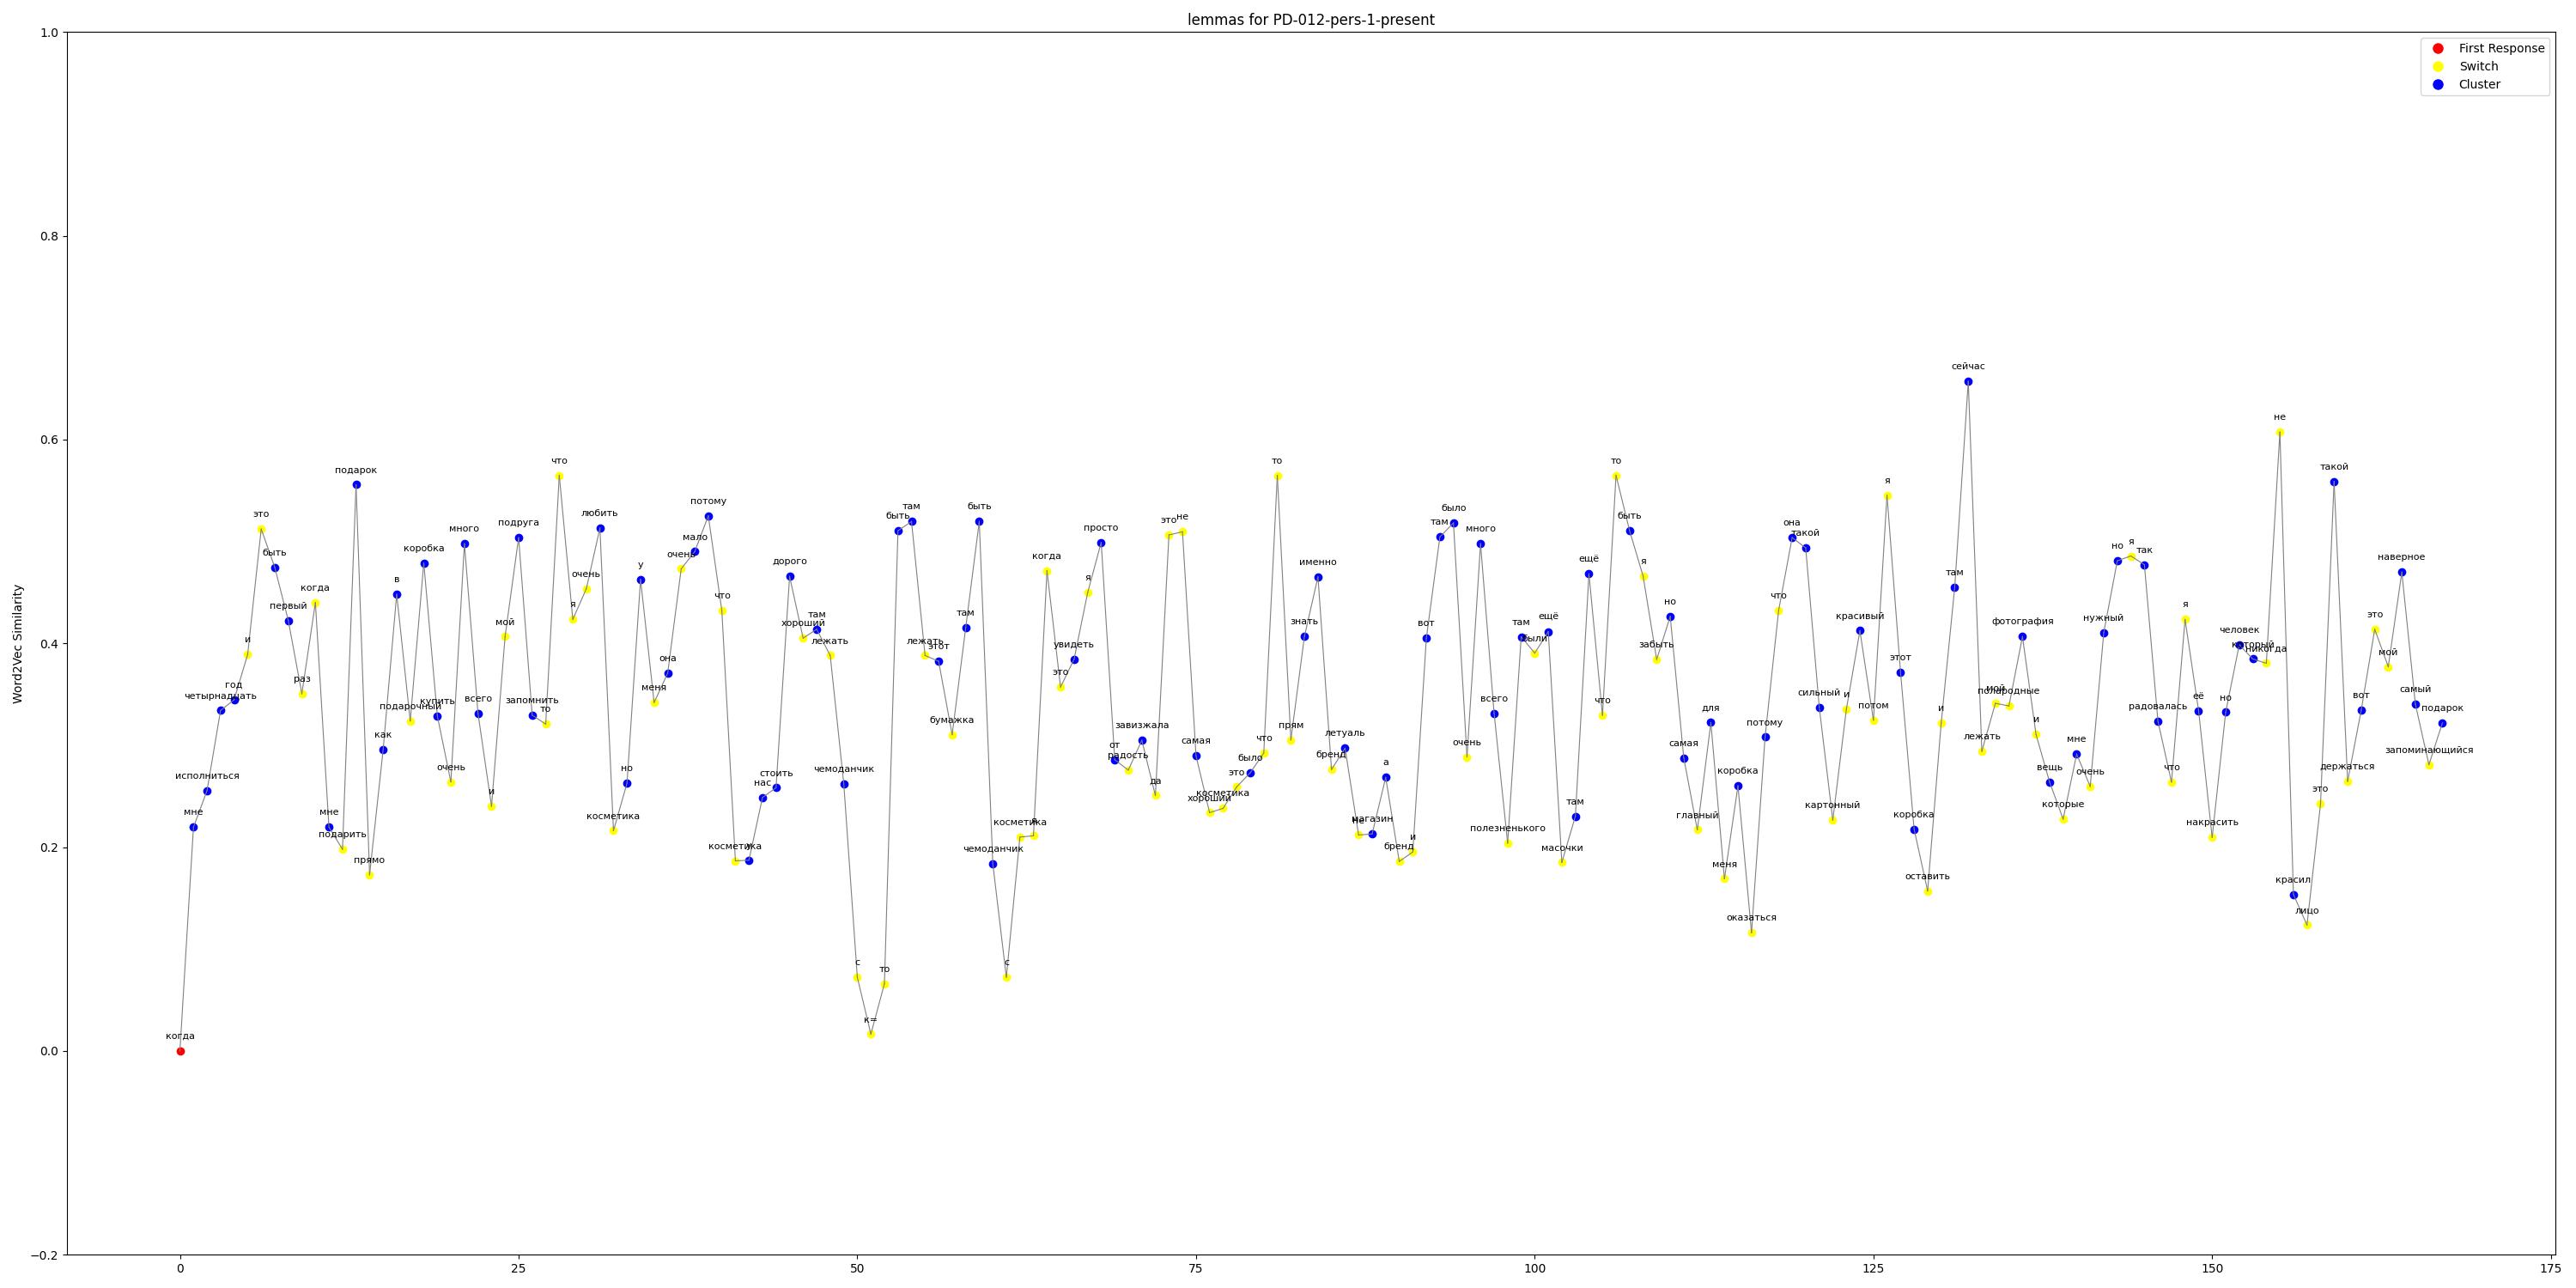 lemmas for PD-012-pers-1-present
First Response
Switch
Cluster
Word2Vec Similarity
1.0
0.8
0.6
0.4
0.2
0.0
−0.2
0
25
50
75
100
125
150
175
когда
мне
исполниться
четырнадцать
год
и
это
быть
первый
раз
когда
мне
подарить
подарок
прямо
как
в
подарочный
коробка
купить
очень
много
всего
и
мой
подруга
запомнить
то
что
я
очень
любить
косметика
но
у
меня
она
очень
мало
потому
что
косметика
нас
стоить
дорого
хороший
там
лежать
чемоданчик
с
к=
то
быть
там
лежать
этот
бумажка
там
быть
чемоданчик
с
косметика
когда
это
увидеть
я
просто
от
радость
завизжала
да
это
не
самая
хороший
косметика
это
было
что
то
прям
знать
именно
бренд
летуаль
не
магазин
а
бренд
и
вот
там
было
очень
много
всего
полезненького
там
были
ещё
масочки
там
ещё
что
то
быть
я
забыть
но
самая
главный
для
меня
коробка
оказаться
потому
что
она
такой
сильный
картонный
и
красивый
потом
я
этот
коробка
оставить
и
там
сейчас
лежать
мой
полародные
фотография
и
вещь
которые
мне
очень
нужный
но
я
так
радовалась
что
я
её
накрасить
но
человек
который
никогда
не
красил
лицо
это
такой
держаться
вот
это
мой
наверное
самый
запоминающийся
подарок